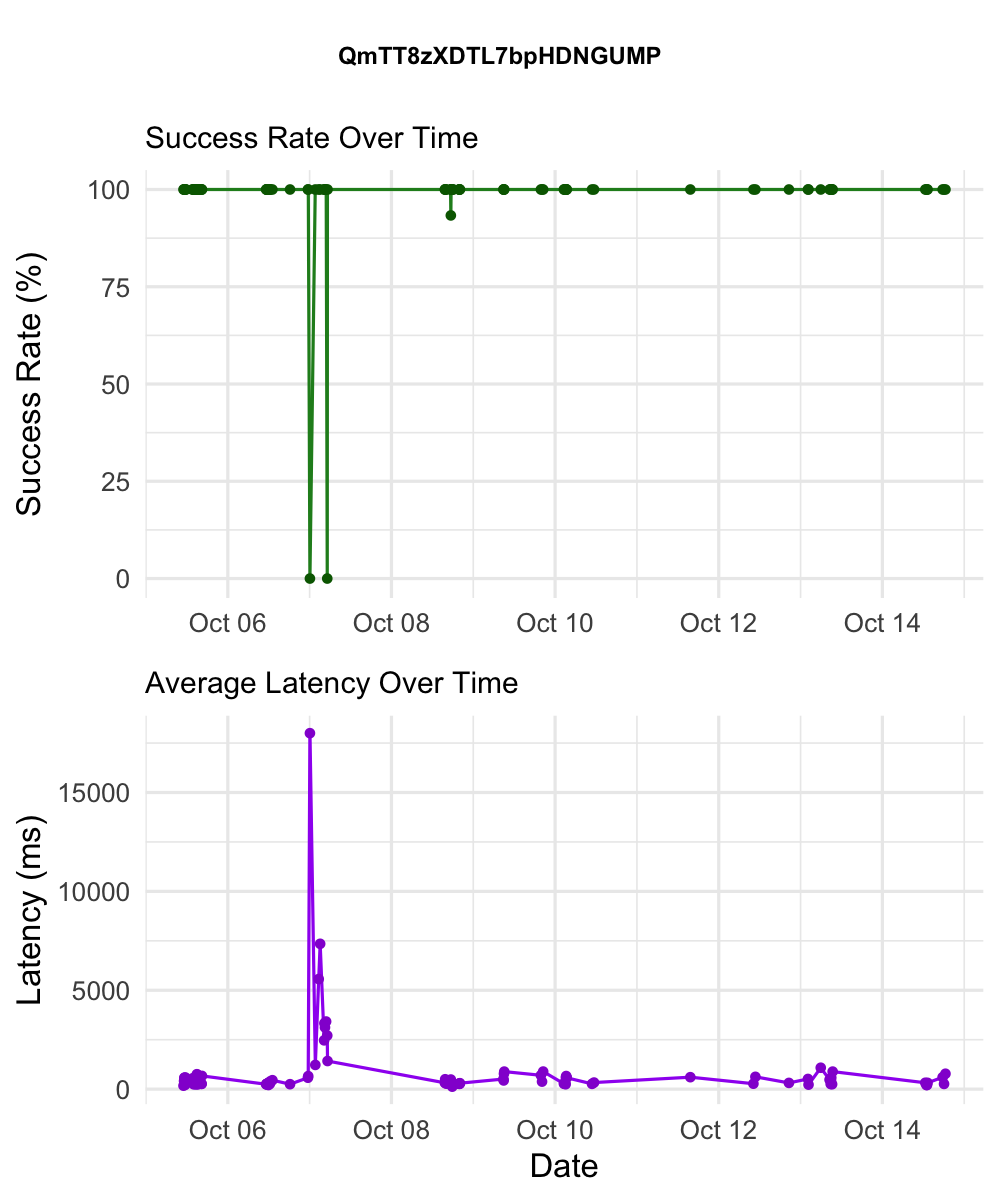 QmTT8zXDTL7bpHDNGUMP
Success Rate Over Time
Success Rate (%)
100
75
50
25
0
Oct 06 Oct 08 Oct 10 Oct 12 Oct 14
Average Latency Over Time
Latency (ms)
15000
10000
5000
0
Oct 06 Oct 08 Oct 10 Oct 12 Oct 14
Date